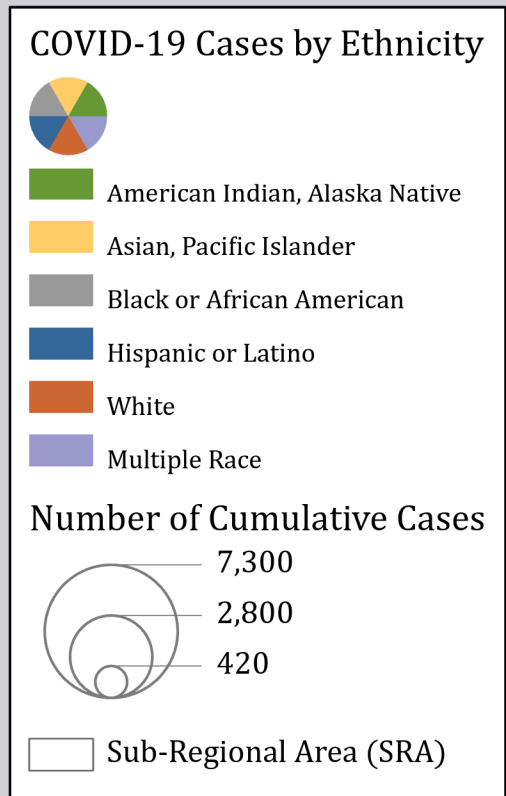 COVID-19 Cases by Ethnicity
American Indian, Alaska Native
Asian, Pacific Islander
Black or African American
Hispanic or Latino
White
Multiple Race
Number of Cumulative Cases
7,300
2,800
420
Sub-Regional Area (SRA)